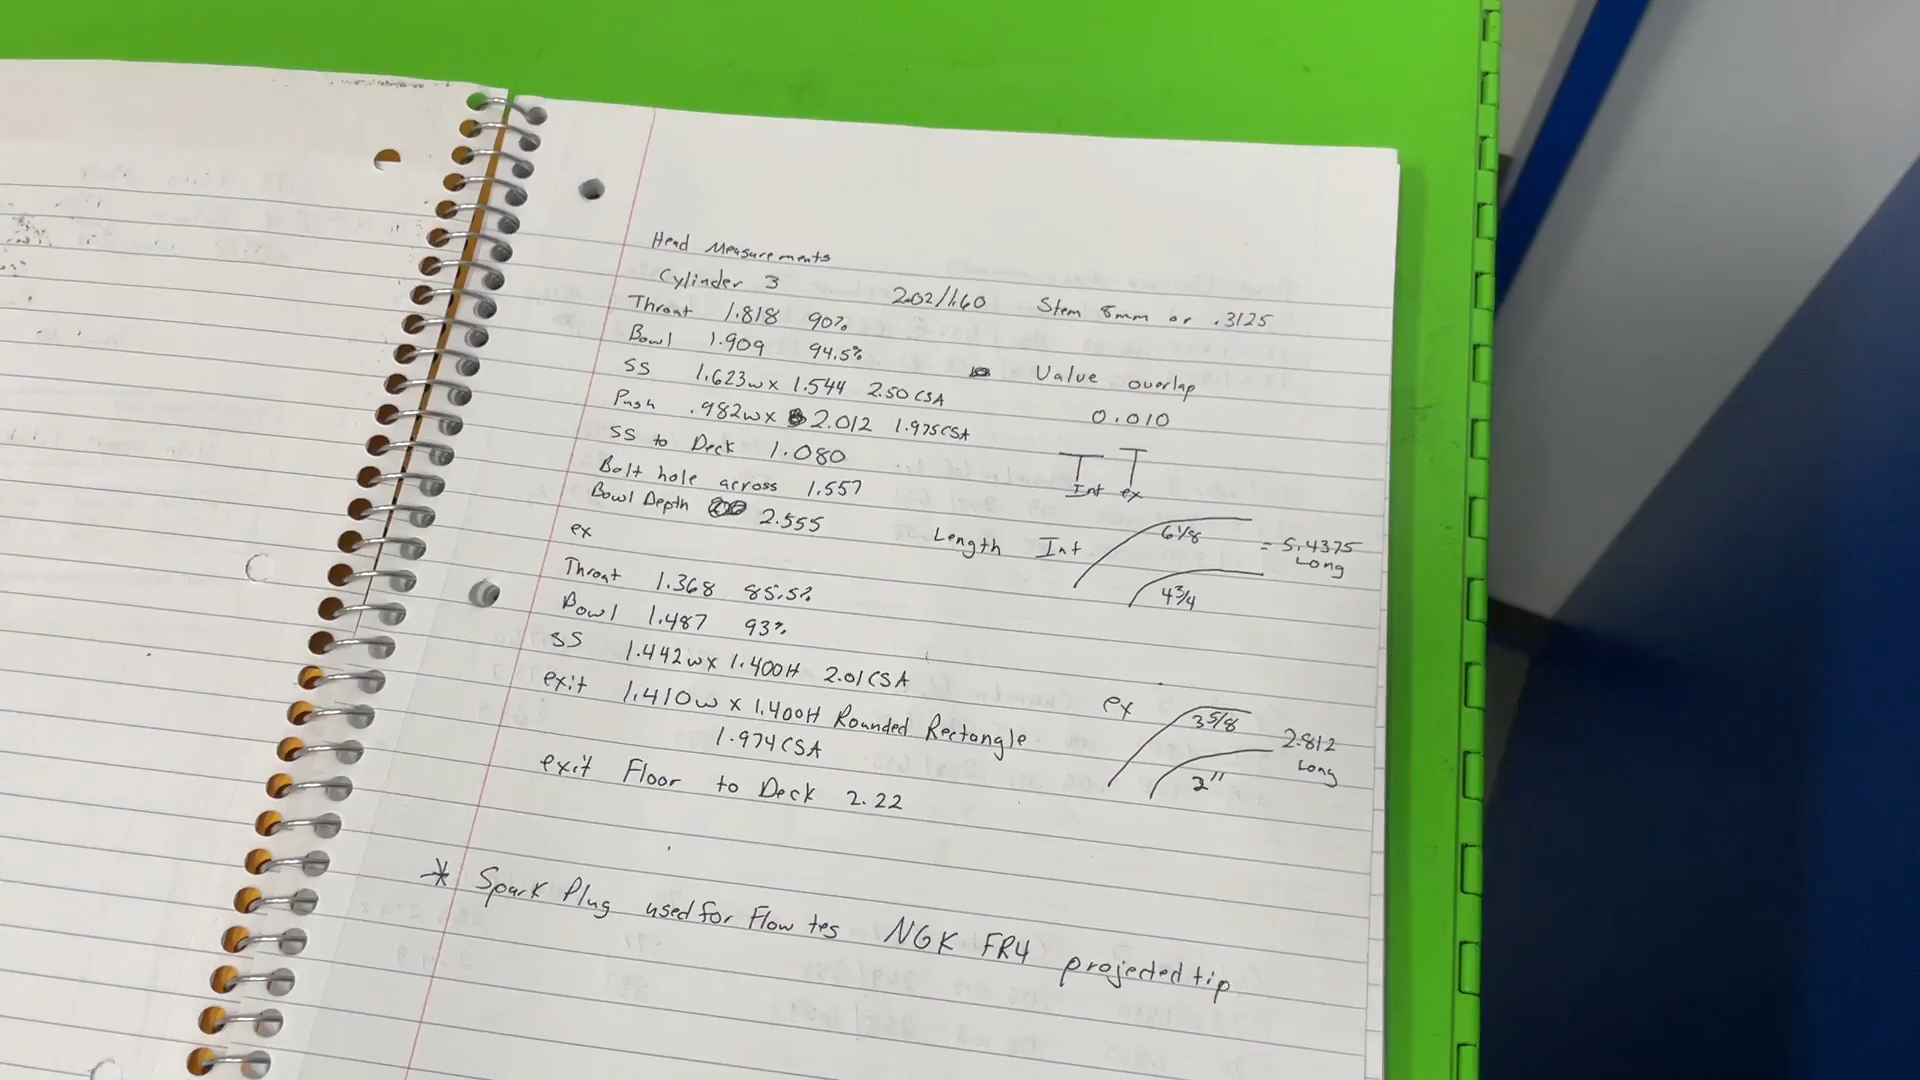 Head Measurements
Cylinder 3
2.02/1.60 Stem 8mm or .3125
Throat 1.818 90%
Bowl 1.909 94.5%
SS 1.623w x 1.544 2.50 CSA
Valve overlap
0.010
Push .982w x 2.012 1.975CSA
SS to Deck 1.080
Int ex
Bolt hole across 1.557
Bowl Depth 2.555
Length Int 6 1/8 = 5.4375
Long
4 3/4
ex
Throat 1.368 85.5%
Bowl 1.487 93%
SS 1.442w x 1.400H 2.01 CSA
exit 1.410w x 1.400H Rounded Rectangle
1.974 CSA
ex 3 5/8 2.812
Long
2"
exit Floor to Deck 2.22
* Spark Plug used for Flow tes NGK FR4 projected tip